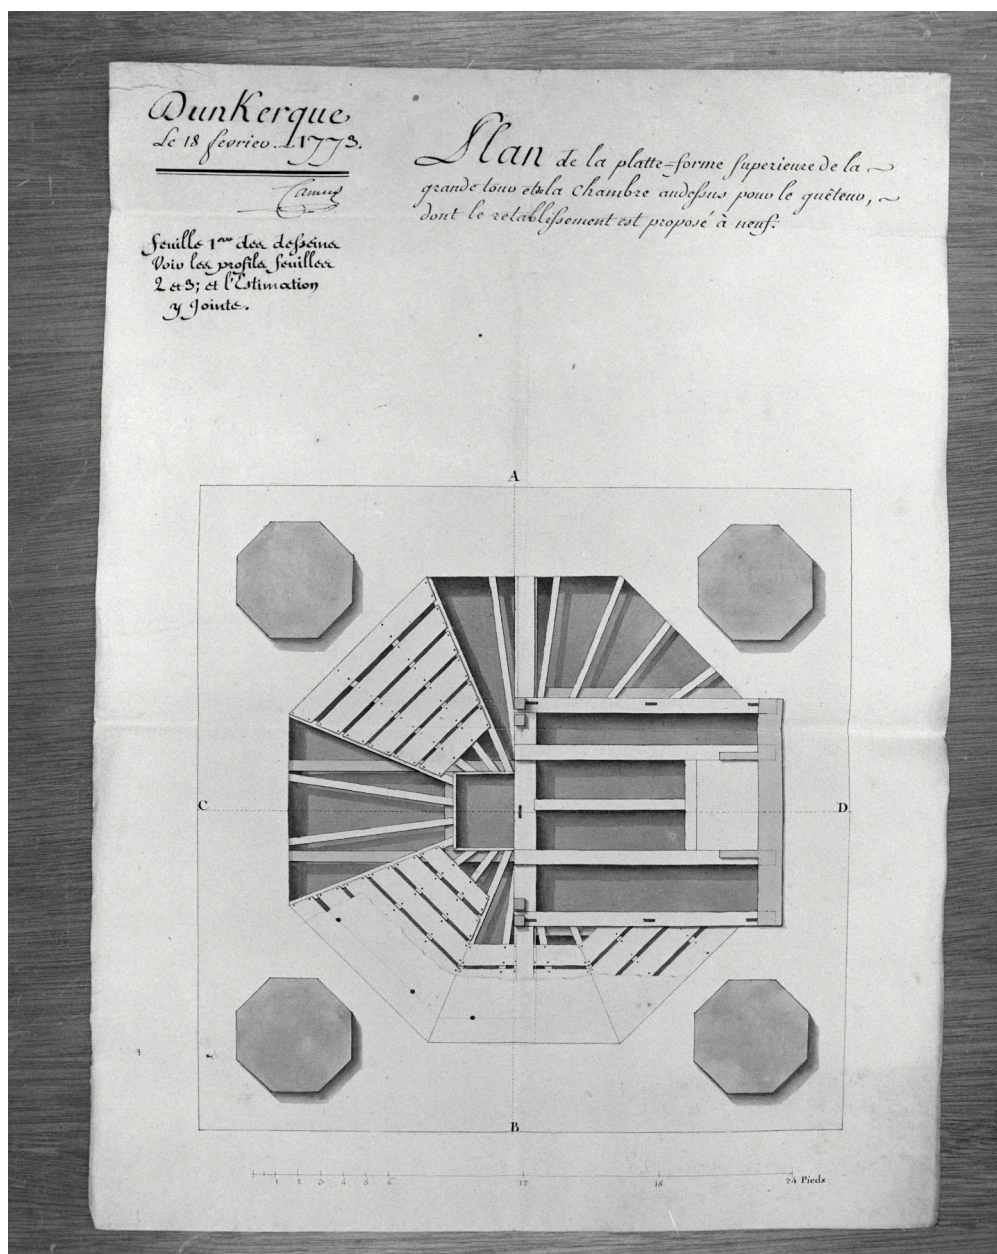 Dunkerque
Le 18 fevrier 1773.
Plan de la platte-forme superieure de la ~
grande tour et la chambre audessus pour le guêteur, ~
dont le retablissement est proposé à neuf.
feuille 1ere des desseins
Voir les profils feuilles
2 et 3; et l'Estimation
y Jointe.
A
C
D
B
1 2 3 4 5 6 12 18 24 Pieds